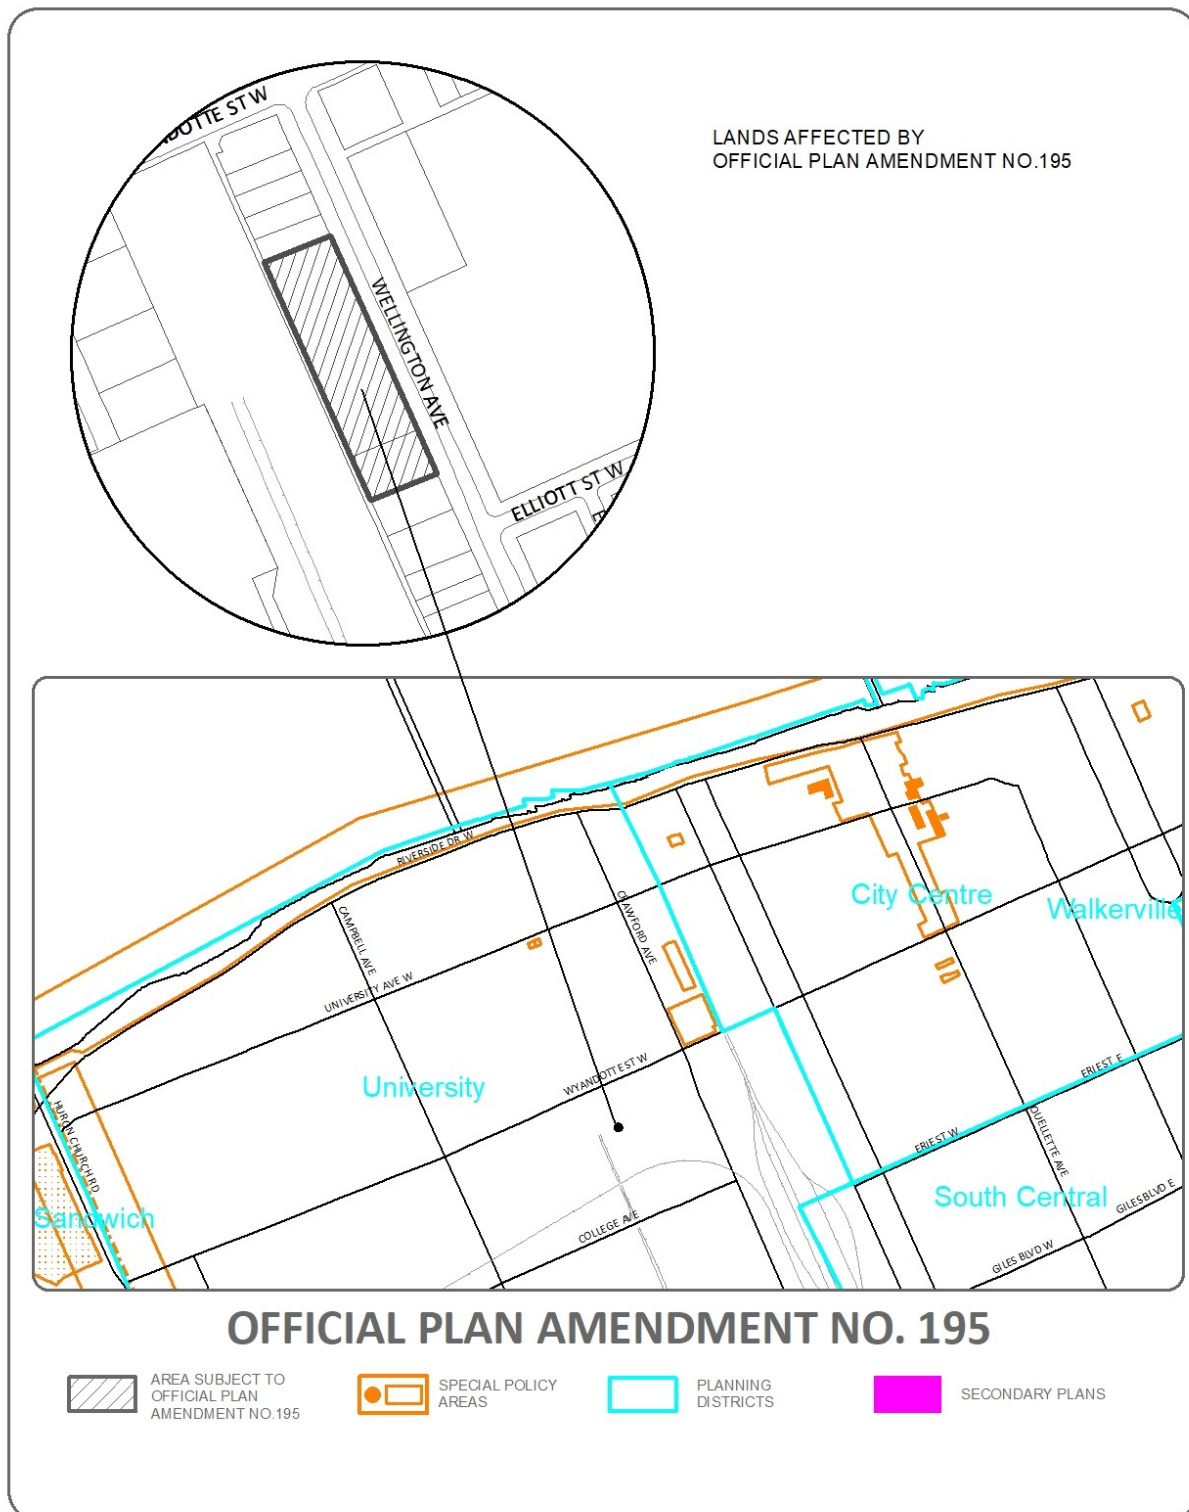 LANDS AFFECTED BY
OFFICIAL PLAN AMENDMENT NO.195
DOTTE ST W
WELLINGTON AVE
ELLIOTT ST W
E
RIVERSIDE DR W
CAMPBELL AVE
CRAWFORD AVE
UNIVERSITY AVE W
City Centre
Walkerville
University
WYANDOTTE ST W
HURON CHURCH RD
Sandwich
COLLEGE AVE
ERIE ST E
ERIE ST W
OUELLETTE AVE
South Central
GILES BLVD E
GILES BLVD W
OFFICIAL PLAN AMENDMENT NO. 195
AREA SUBJECT TO
OFFICIAL PLAN
AMENDMENT NO.195
SPECIAL POLICY
AREAS
PLANNING
DISTRICTS
SECONDARY PLANS